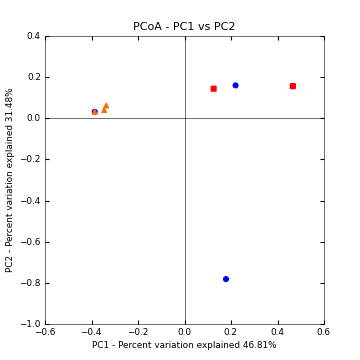 PCoA - PC1 vs PC2
PC2 - Percent variation explained 31.48%
0.4
0.2
0.0
−0.2
−0.4
−0.6
−0.8
−1.0
−0.6 −0.4 −0.2 0.0 0.2 0.4 0.6
PC1 - Percent variation explained 46.81%